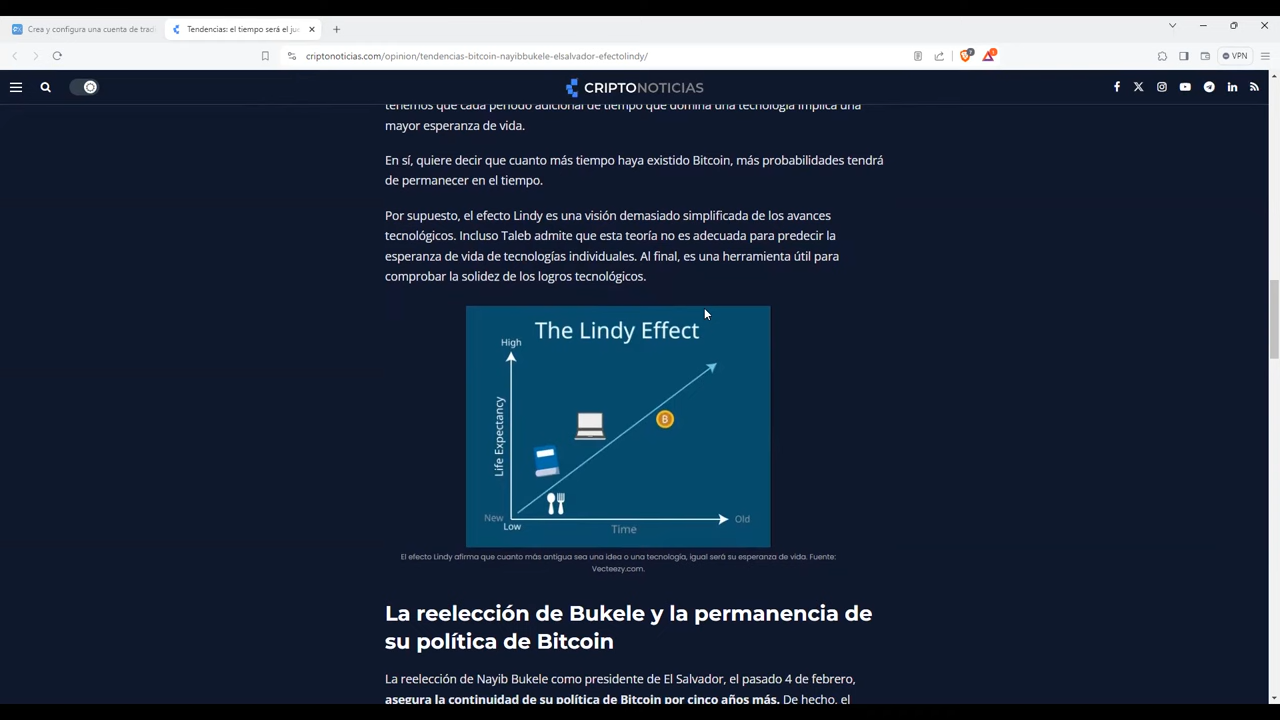 Crea y configura una cuenta de trad
Tendencias: el tiempo será el ju
criptonoticias.com/opinion/tendencias-bitcoin-nayibbukele-elsalvador-efectolindy/
VPN
CRIPTONOTICIAS
tenemos que cada período adicional de tiempo que domina una tecnología implica una
mayor esperanza de vida.
En sí, quiere decir que cuanto más tiempo haya existido Bitcoin, más probabilidades tendrá
de permanecer en el tiempo.
Por supuesto, el efecto Lindy es una visión demasiado simplificada de los avances
tecnológicos. Incluso Taleb admite que esta teoría no es adecuada para predecir la
esperanza de vida de tecnologías individuales. Al final, es una herramienta útil para
comprobar la solidez de los logros tecnológicos.
The Lindy Effect
High
Life Expectancy
New
Low
Time
Old
El efecto Lindy afirma que cuanto más antigua sea una idea o una tecnología, igual será su esperanza de vida. Fuente:
Vecteezy.com.
La reelección de Bukele y la permanencia de
su política de Bitcoin
La reelección de Nayib Bukele como presidente de El Salvador, el pasado 4 de febrero,
asegura la continuidad de su política de Bitcoin por cinco años más. De hecho, el